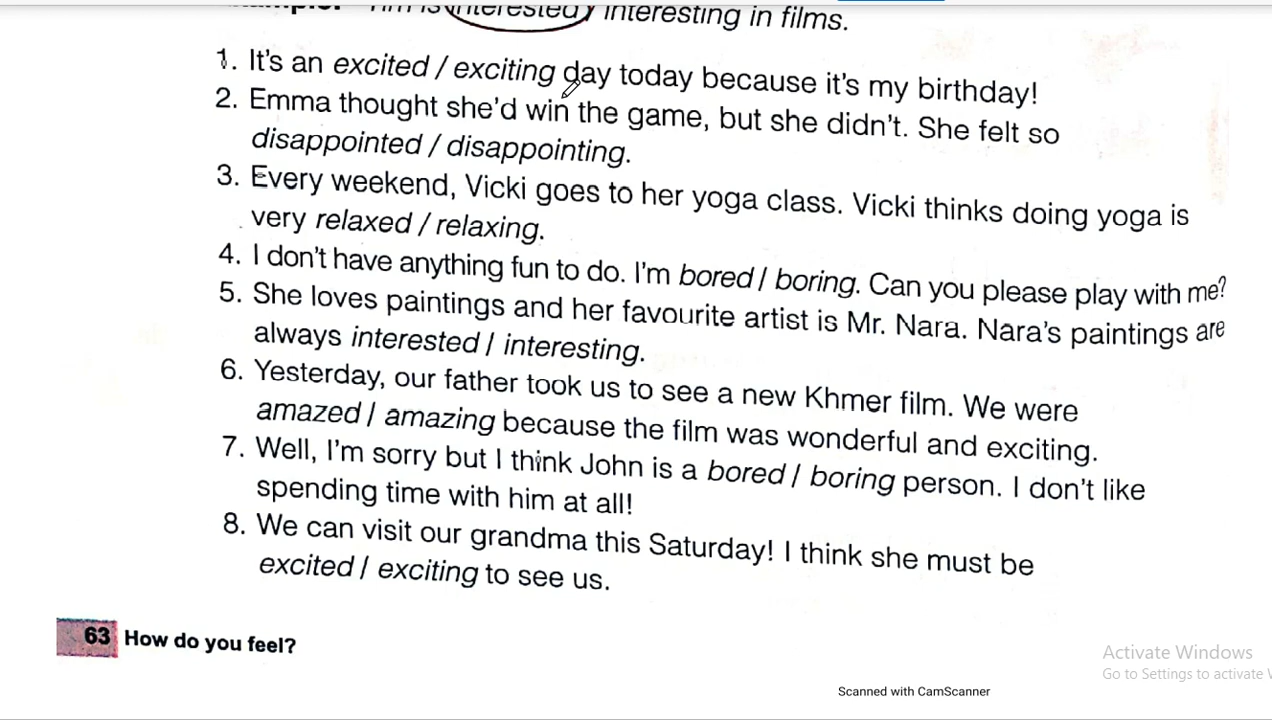 interested / interesting in films.
1. It's an excited / exciting day today because it's my birthday!
2. Emma thought she'd win the game, but she didn't. She felt so
disappointed / disappointing.
3. Every weekend, Vicki goes to her yoga class. Vicki thinks doing yoga is
very relaxed / relaxing.
4. I don't have anything fun to do. I'm bored / boring. Can you please play with me?
5. She loves paintings and her favourite artist is Mr. Nara. Nara's paintings are
always interested / interesting.
6. Yesterday, our father took us to see a new Khmer film. We were
amazed / amazing because the film was wonderful and exciting.
7. Well, I'm sorry but I think John is a bored / boring person. I don't like
spending time with him at all!
8. We can visit our grandma this Saturday! I think she must be
excited / exciting to see us.
63 How do you feel?
Activate Windows
Go to Settings to activate
Scanned with CamScanner